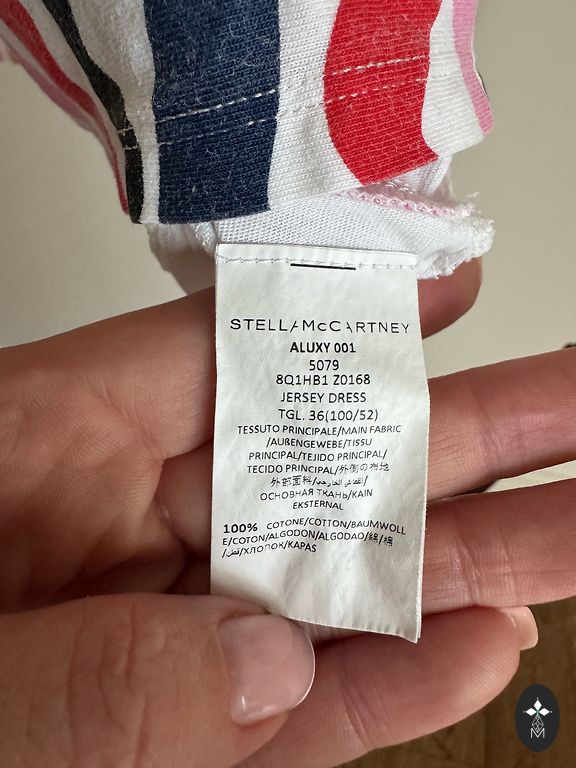 STELLA McCARTNEY
ALUXY 001
5079
8Q1HB1 Z0168
JERSEY DRESS
TGL. 36(100/52)
TESSUTO PRINCIPALE/MAIN FABRIC
/AUßENGEWEBE/TISSU
PRINCIPAL/TEJIDO PRINCIPAL/
TECIDO PRINCIPAL/外側の布地
外部面料/القماش الخارجي/
ОСНОВНАЯ ТКАНЬ/KAIN
EKSTERNAL
100% COTONE/COTTON/BAUMWOLL
E/COTON/ALGODON/ALGODAO/綿/棉
/قطن/ХЛОПОК/KAPAS
M